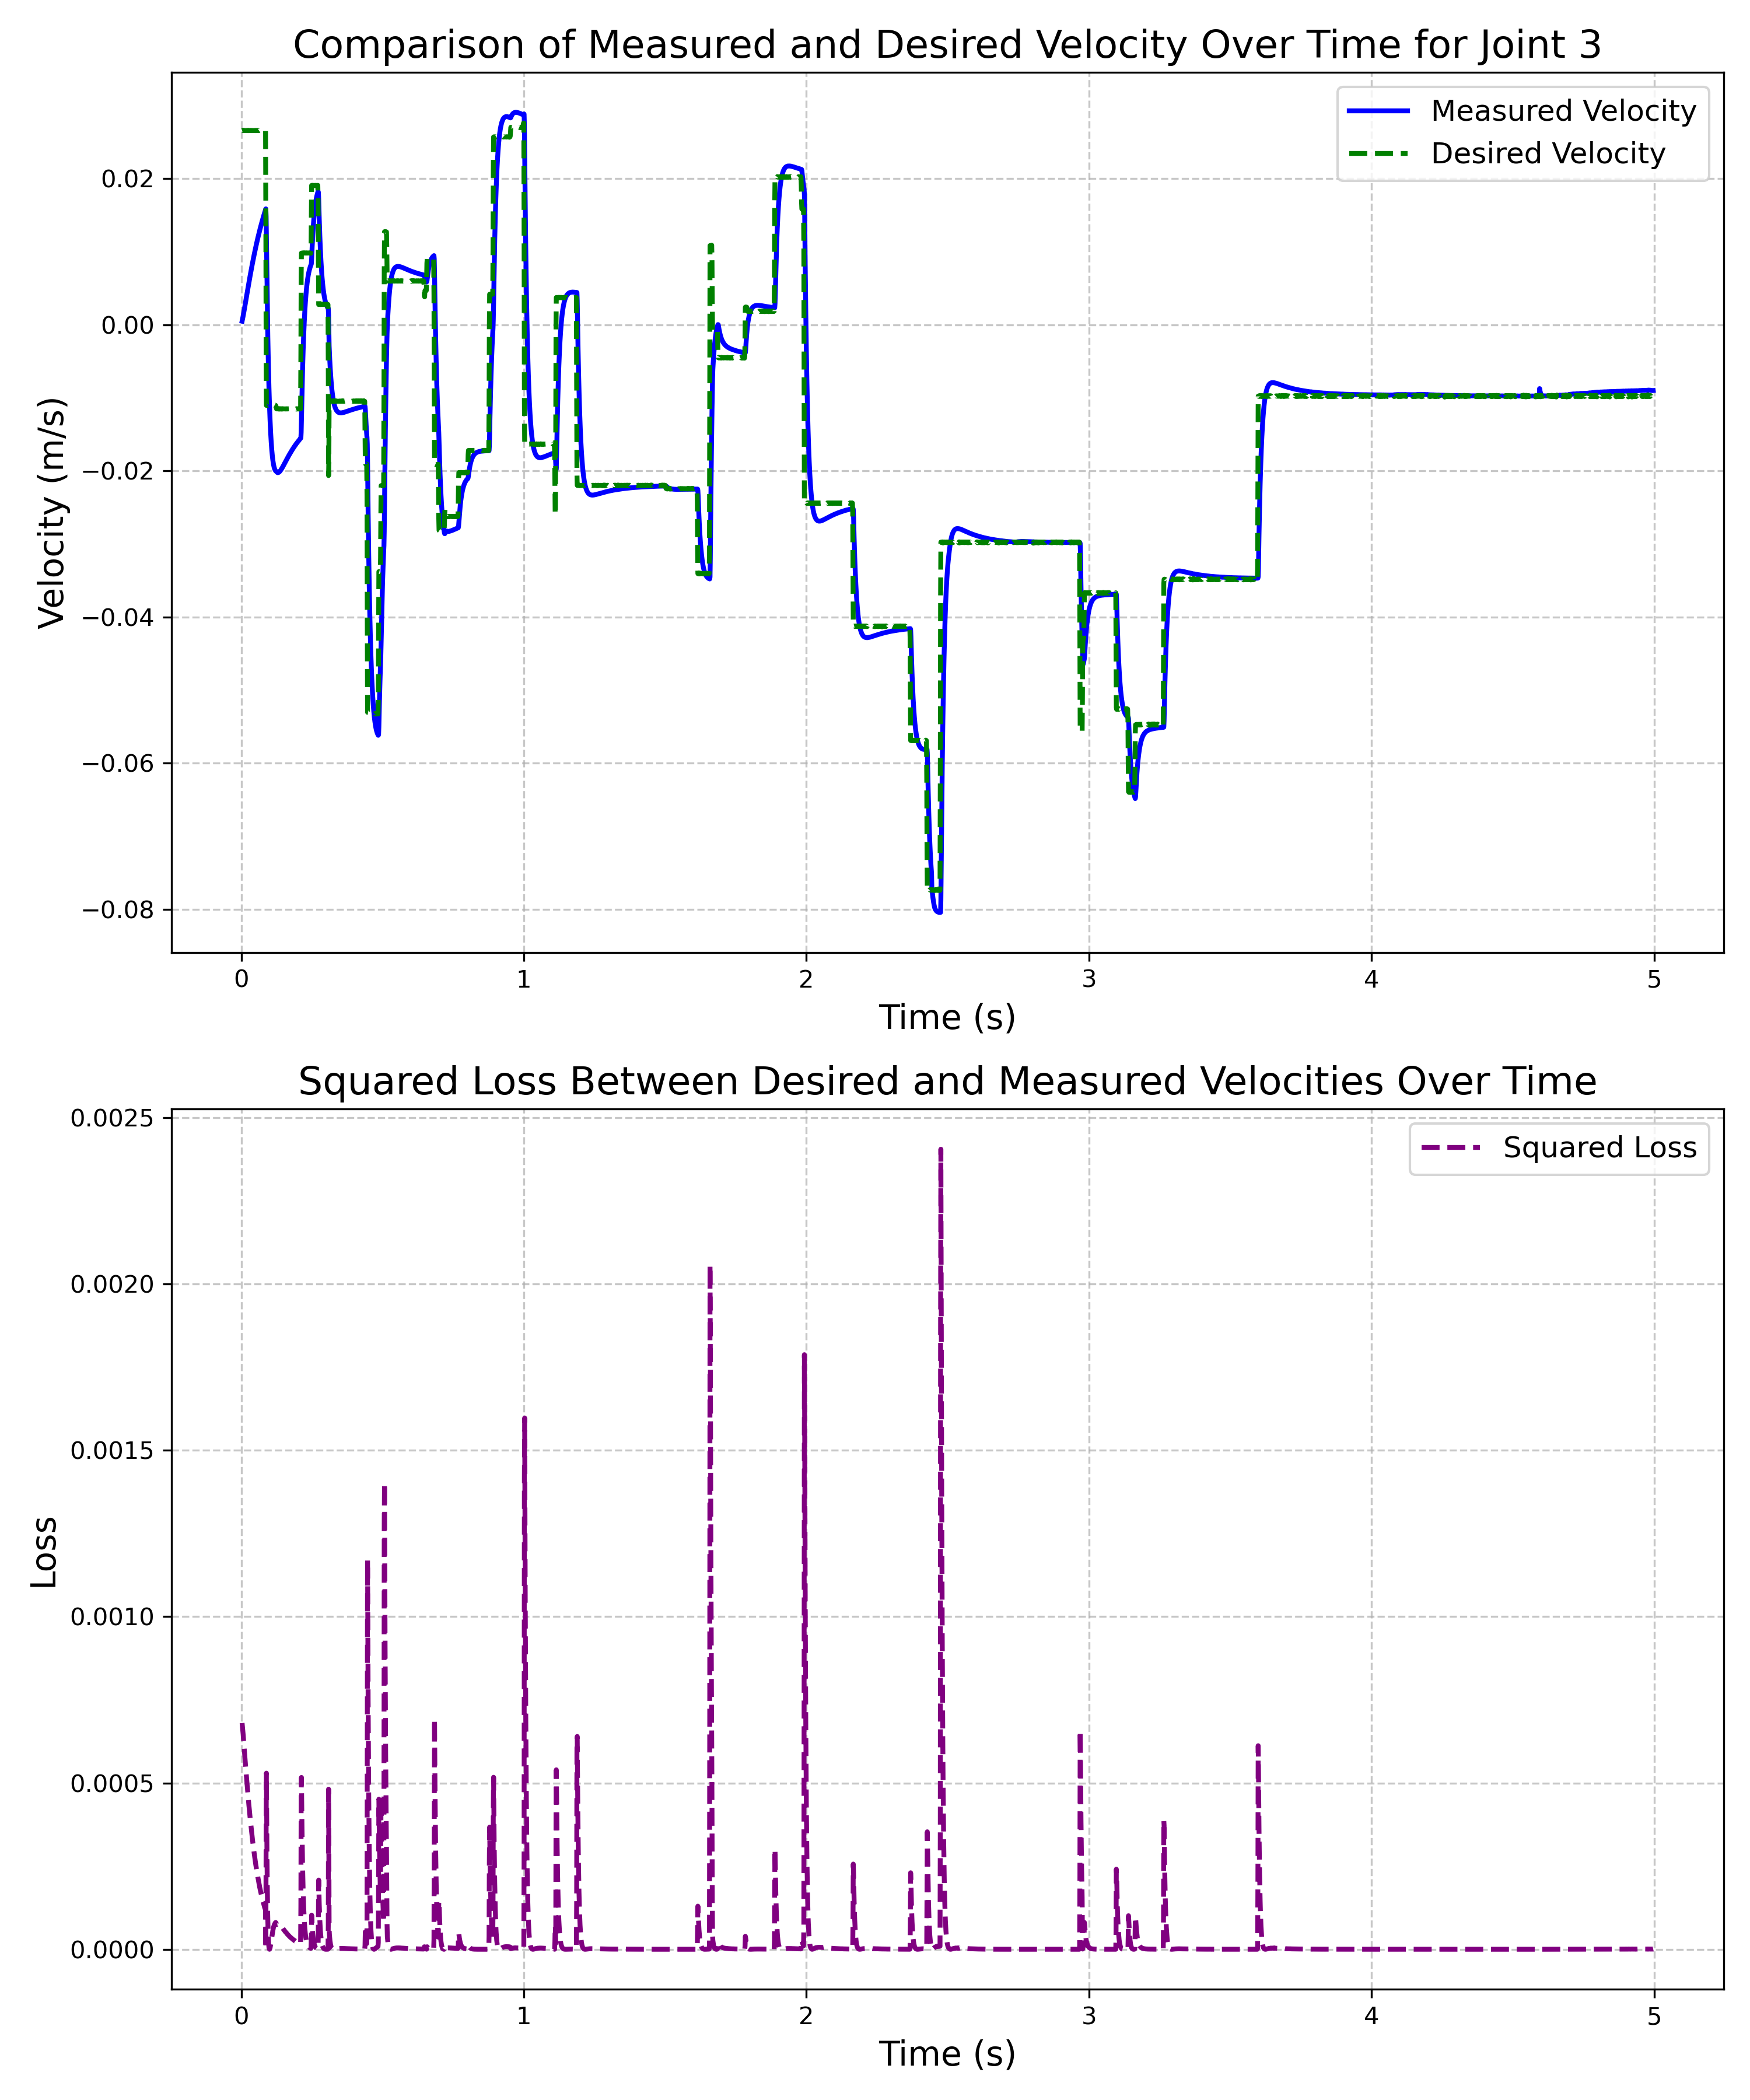 Comparison of Measured and Desired Velocity Over Time for Joint 3
Measured Velocity
Desired Velocity
0.02
0.00
−0.02
−0.04
−0.06
−0.08
Velocity (m/s)
0 1 2 3 4 5
Time (s)
Squared Loss Between Desired and Measured Velocities Over Time
Squared Loss
0.0025
0.0020
0.0015
0.0010
0.0005
0.0000
Loss
0 1 2 3 4 5
Time (s)